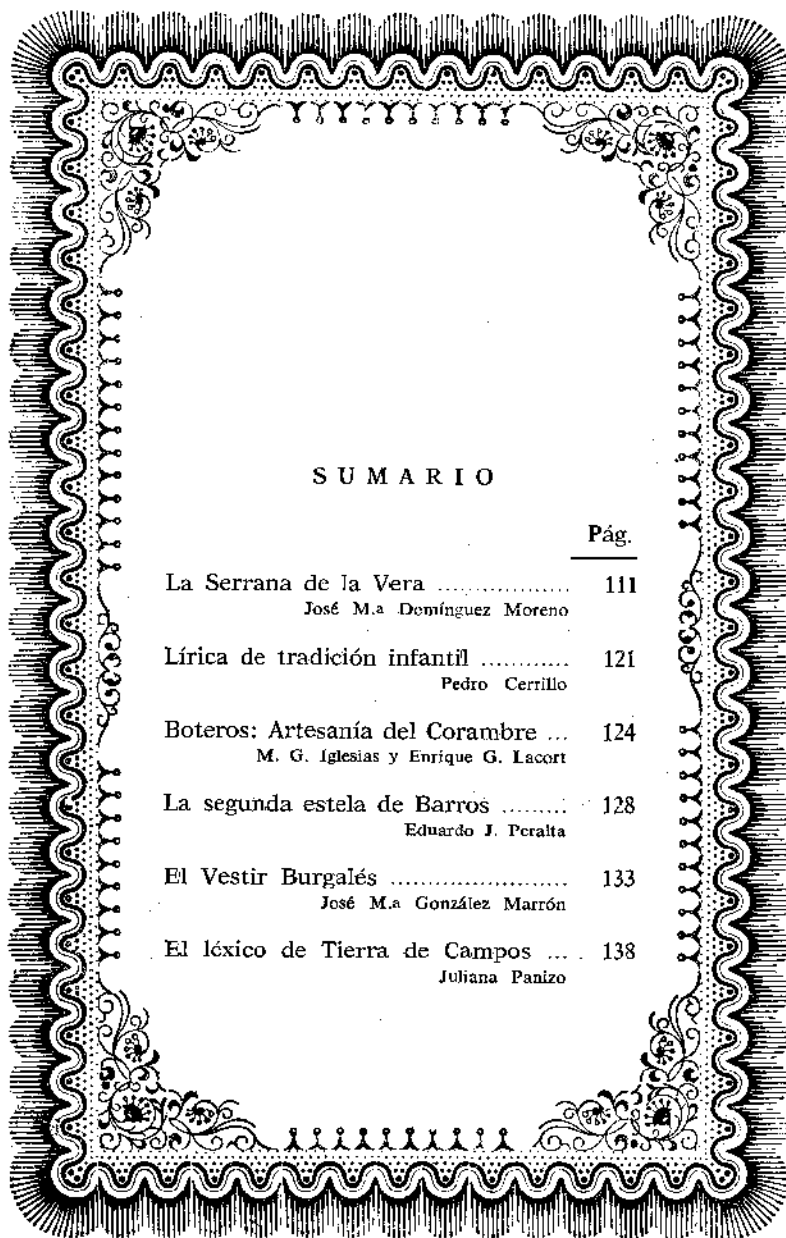 SUMARIO
Pág.
La Serrana de la Vera ................. 111
José M.a Domínguez Moreno
Lírica de tradición infantil ............ 121
Pedro Cerrillo
Boteros: Artesanía del Corambre ... 124
M. G. Iglesias y Enrique G. Lacort
La segunda estela de Barros ........ 128
Eduardo J. Peralta
El Vestir Burgalés ....................... 133
José M.a González Marrón
El léxico de Tierra de Campos ... 138
Juliana Panizo